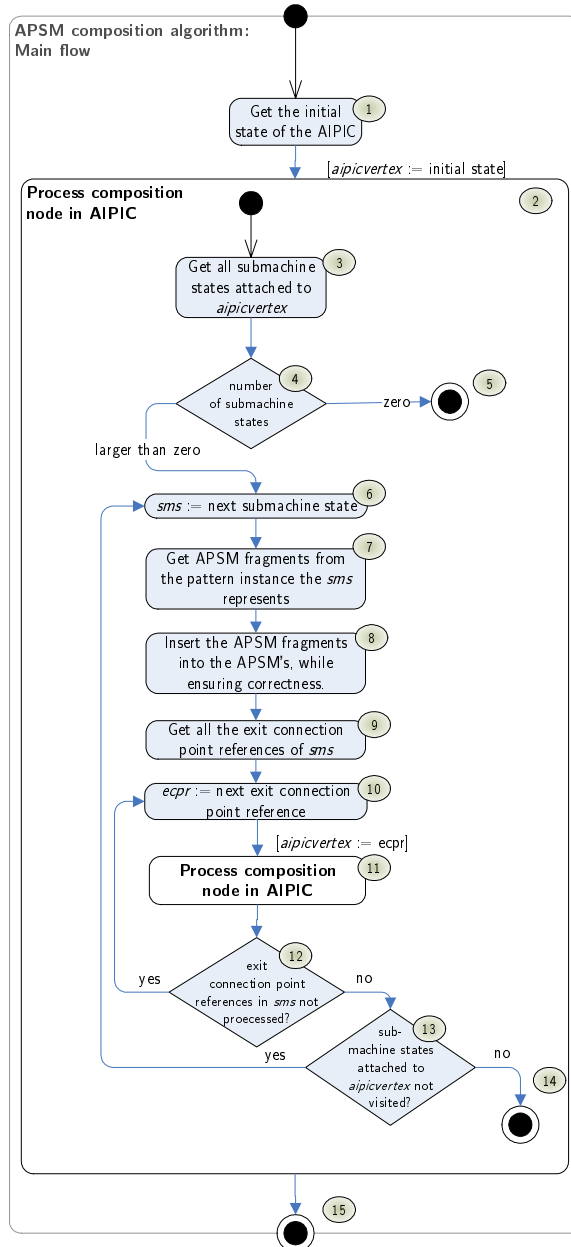 APSM composition algorithm:
Main flow
1
Get the initial
state of the AIPIC
[aipicvertex := initial state]
Process composition
node in AIPIC
2
3
Get all submachine
states attached to
aipicvertex
4
number
of submachine
states
zero
5
larger than zero
6
sms := next submachine state
7
Get APSM fragments from
the pattern instance the sms
represents
8
Insert the APSM fragments
into the APSM's, while
ensuring correctness.
9
Get all the exit connection
point references of sms
10
ecpr := next exit connection
point reference
[aipicvertex := ecpr]
11
Process composition
node in AIPIC
12
exit
connection point
references in sms not
proecessed?
yes
no
13
sub-
machine states
attached to
aipicvertex not
visited?
yes
no
14
15